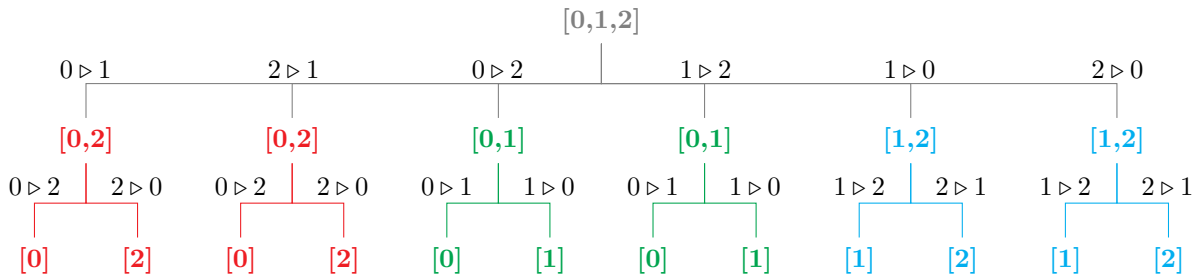 [0,1,2]
0 ▷ 1 2 ▷ 1 0 ▷ 2 1 ▷ 2 1 ▷ 0 2 ▷ 0
[0,2] [0,2] [0,1] [0,1] [1,2] [1,2]
0 ▷ 2 2 ▷ 0 0 ▷ 2 2 ▷ 0 0 ▷ 1 1 ▷ 0 0 ▷ 1 1 ▷ 0 1 ▷ 2 2 ▷ 1 1 ▷ 2 2 ▷ 1
[0] [2] [0] [2] [0] [1] [0] [1] [1] [2] [1] [2]